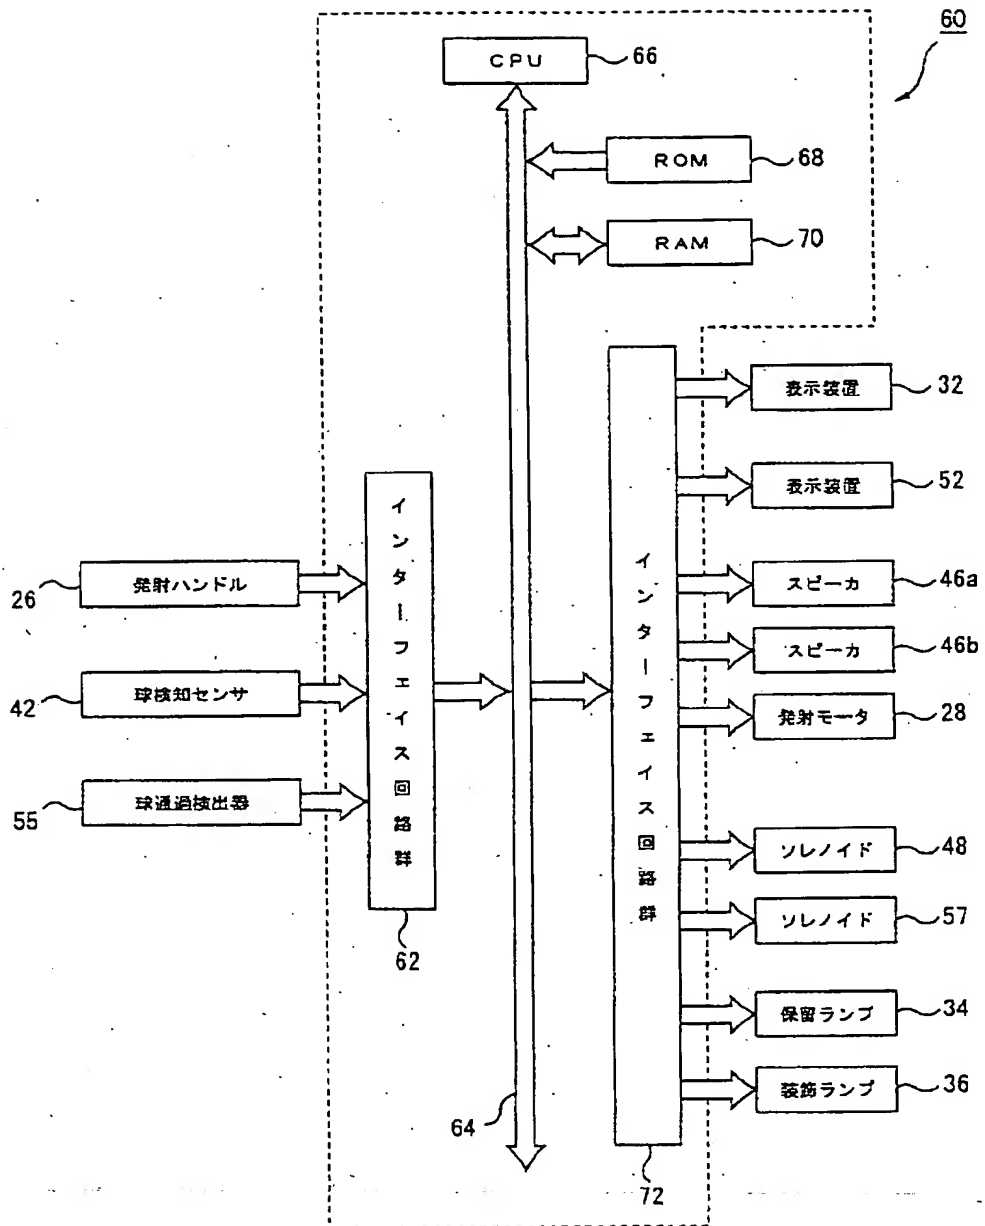 60
CPU
66
ROM
68
RAM
70
表示装置
32
表示装置
52
インターフェイス回路群
インターフェイス回路群
26
発射ハンドル
スピーカ
46a
スピーカ
46b
42
球検知センサ
発射モータ
28
55
球通過検出器
ソレノイド
48
ソレノイド
57
62
保留ランプ
34
装飾ランプ
36
64
72